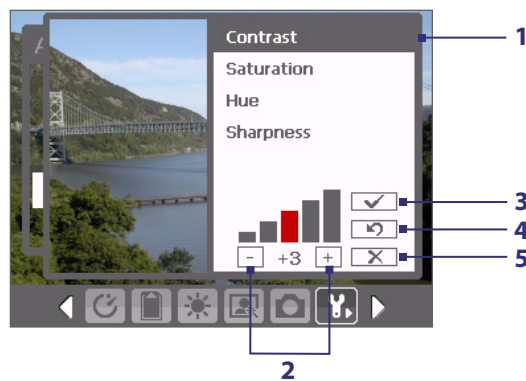 Contrast
Saturation
Hue
Sharpness
- +3 +
1
3
4
5
2